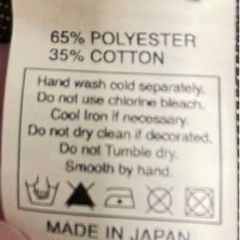 65% POLYESTER
35% COTTON
Hand wash cold separately.
Do not use chlorine bleach.
Cool Iron if necessary.
Do not dry clean if decorated.
Do not Tumble dry.
Smooth by hand.
MADE IN JAPAN